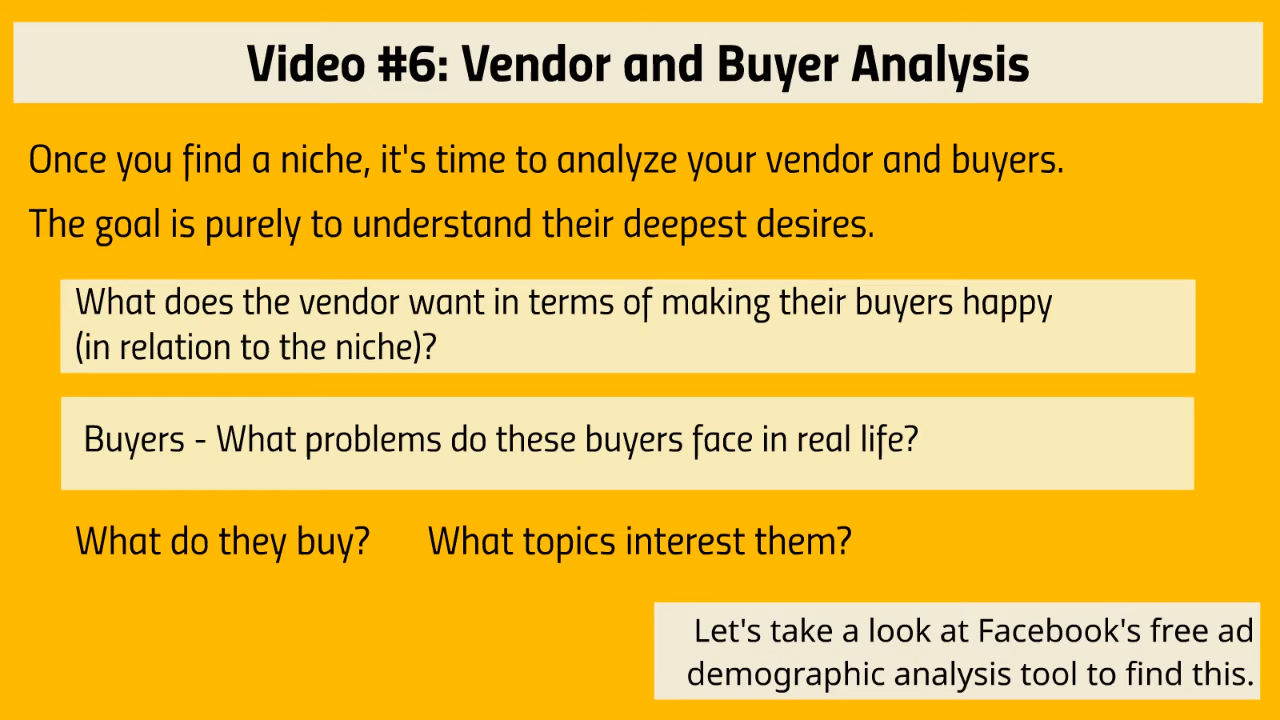 Video #6: Vendor and Buyer Analysis
Once you find a niche, it's time to analyze your vendor and buyers.
The goal is purely to understand their deepest desires.
What does the vendor want in terms of making their buyers happy
(in relation to the niche)?
Buyers - What problems do these buyers face in real life?
What do they buy? What topics interest them?
Let's take a look at Facebook's free ad
demographic analysis tool to find this.